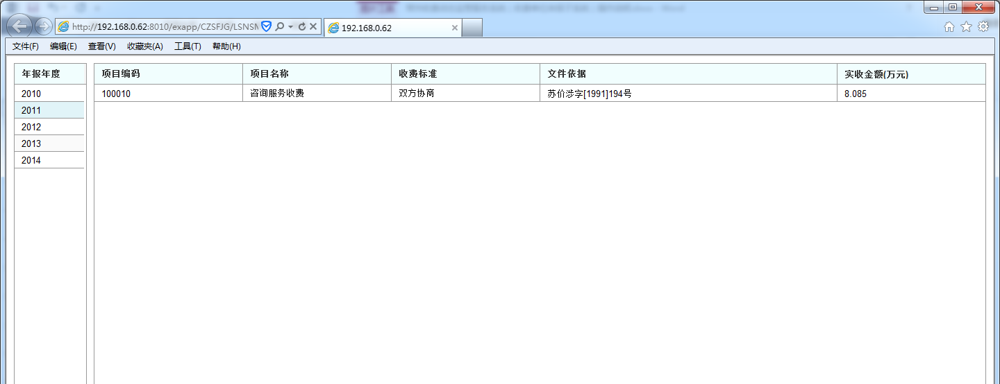 http://192.168.0.62:8010/exapp/CZSFJG/LSNSN
192.168.0.62
文件(F) 编辑(E) 查看(V) 收藏夹(A) 工具(T) 帮助(H)
年报年度 项目编码 项目名称 收费标准 文件依据 实收金额(万元)
2010 100010 咨询服务收费 双方协商 苏价涉字[1991]194号 8.085
2011
2012
2013
2014